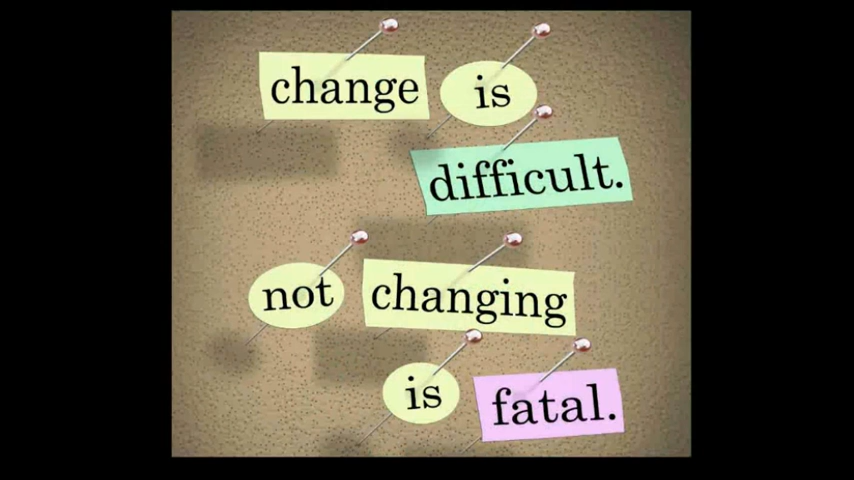 change is
difficult.
not changing
is fatal.